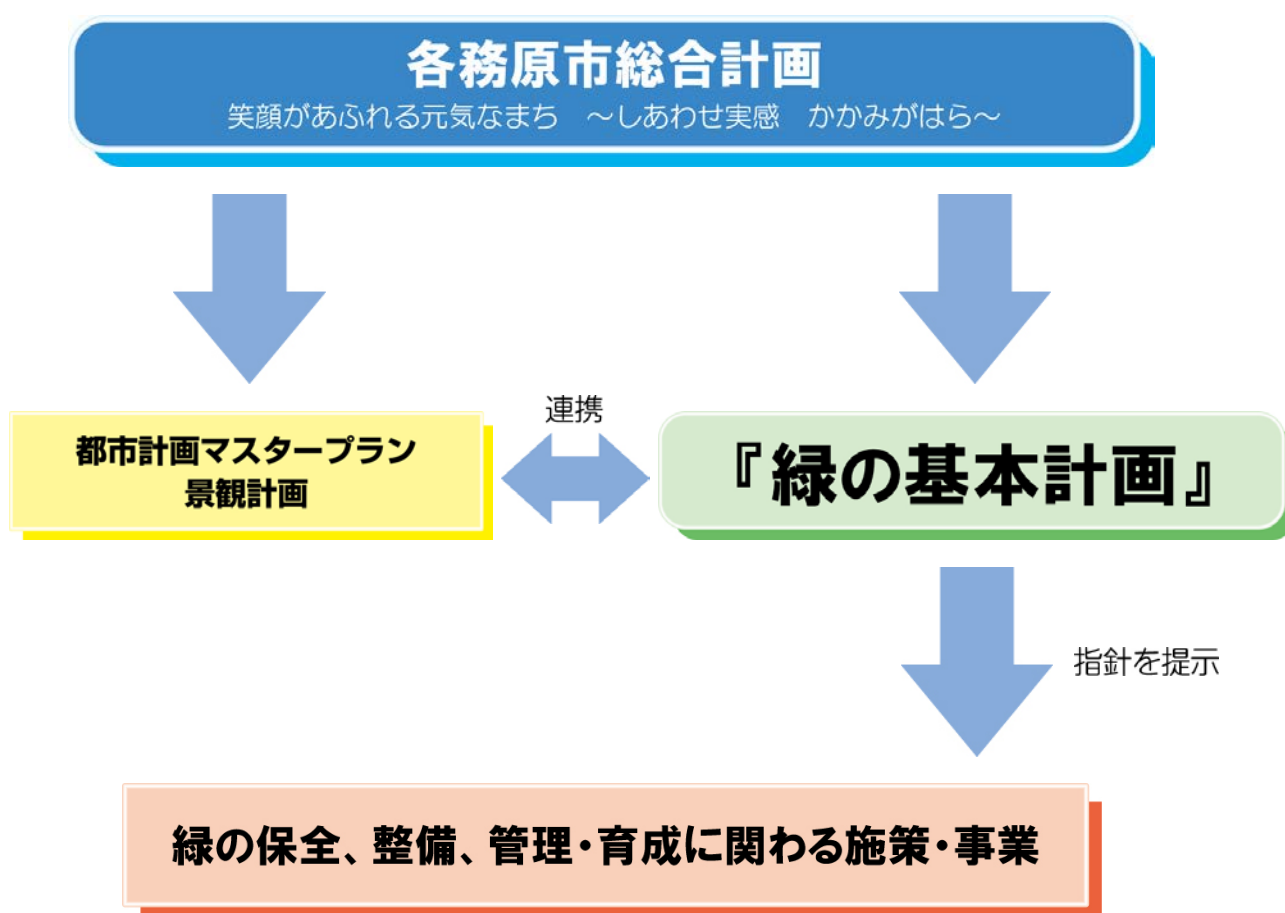 各務原市総合計画
笑顔があふれる元気なまち　～しあわせ実感　かかみがはら～
連携
都市計画マスタープラン
景観計画
『緑の基本計画』
指針を提示
緑の保全、整備、管理・育成に関わる施策・事業